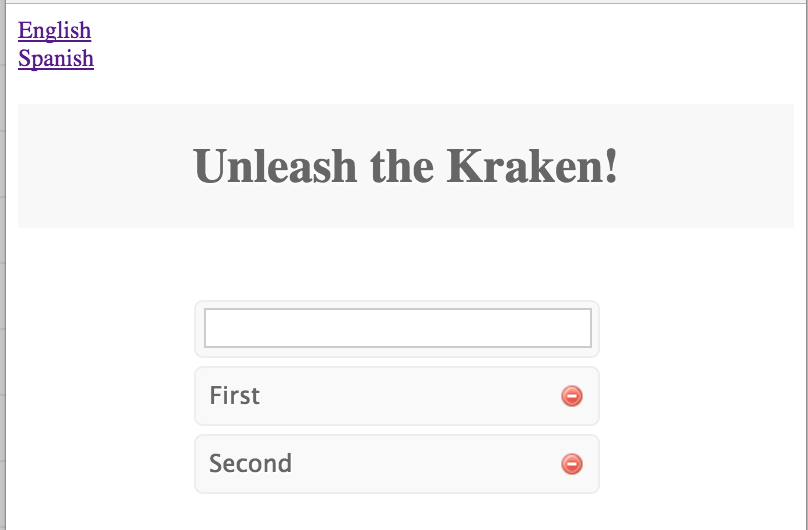 English
Spanish
Unleash the Kraken!
First
Second